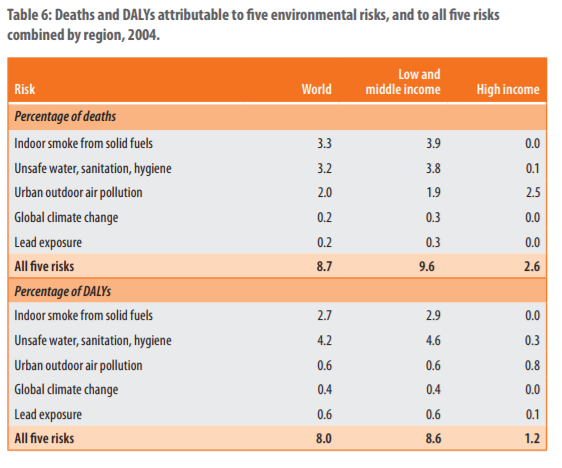 Table 6: Deaths and DALYs attributable to five environmental risks, and to all five risks
combined by region, 2004.
Risk World Low and middle income High income
Percentage of deaths
Indoor smoke from solid fuels 3.3 3.9 0.0
Unsafe water, sanitation, hygiene 3.2 3.8 0.1
Urban outdoor air pollution 2.0 1.9 2.5
Global climate change 0.2 0.3 0.0
Lead exposure 0.2 0.3 0.0
All five risks 8.7 9.6 2.6
Percentage of DALYs
Indoor smoke from solid fuels 2.7 2.9 0.0
Unsafe water, sanitation, hygiene 4.2 4.6 0.3
Urban outdoor air pollution 0.6 0.6 0.8
Global climate change 0.4 0.4 0.0
Lead exposure 0.6 0.6 0.1
All five risks 8.0 8.6 1.2